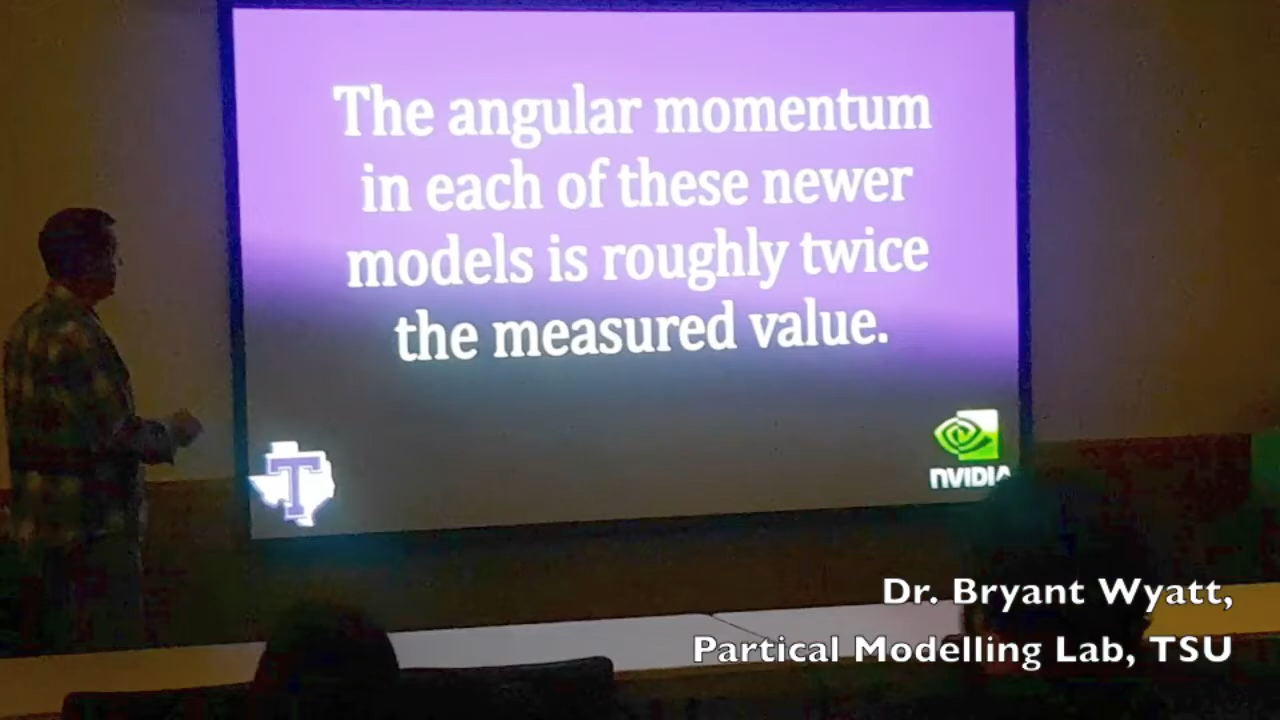 The angular momentum
in each of these newer
models is roughly twice
the measured value.
T
NVIDIA
Dr. Bryant Wyatt,
Partical Modelling Lab, TSU